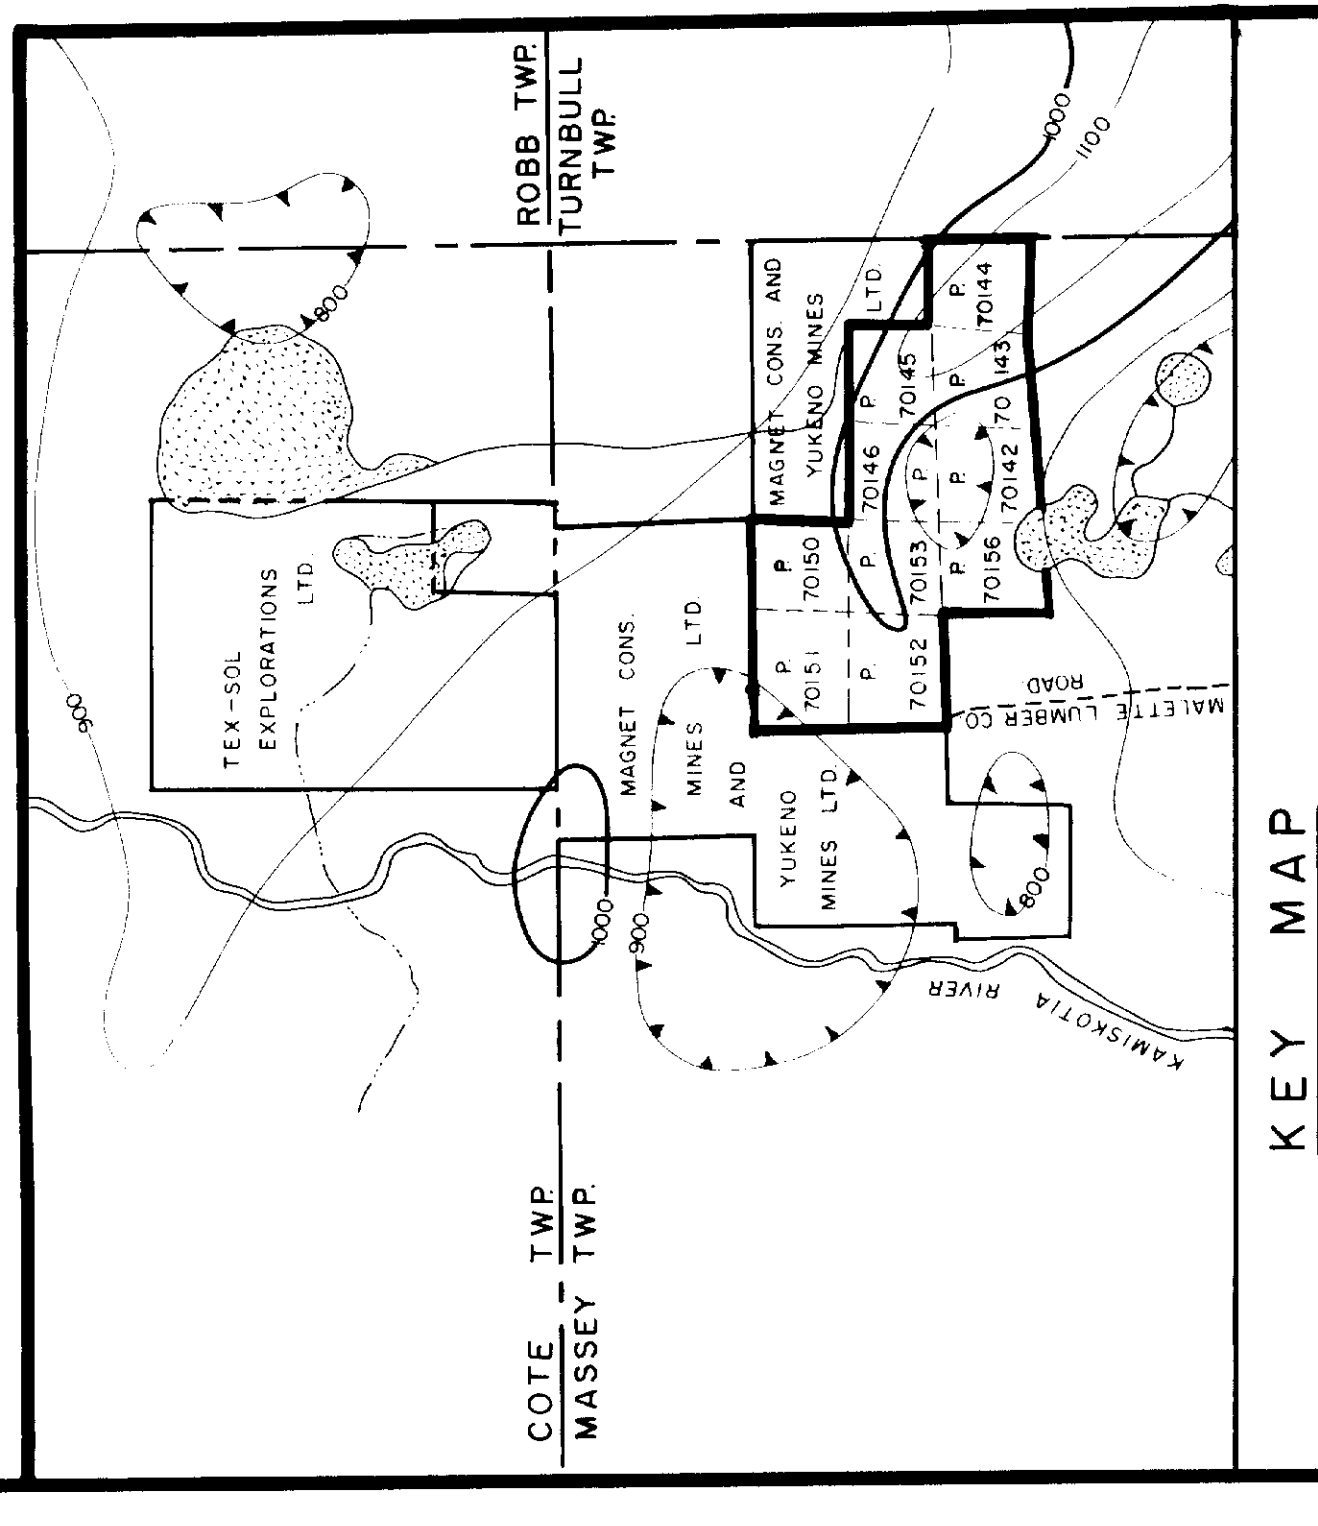 COTE TWP.
MASSEY TWP.
ROBB TWP.
TURNBULL
TWP.
900
800
TEX-SOL
EXPLORATIONS
LTD.
1000
900
MAGNET CONS.
MINES LTD.
AND
YUKENO
MINES LTD.
MAGNET CONS. AND
YUKENO MINES
LTD.
1000
1100
P.
70151
P.
70150
P.
70152
P.
70153
P.
70146
P.
70145
P.
70156
P.
P.
70142
P.
70143
P.
70144
800
MALETTE LUMBER CO.
ROAD
KAMISKOTIA RIVER
KEY MAP